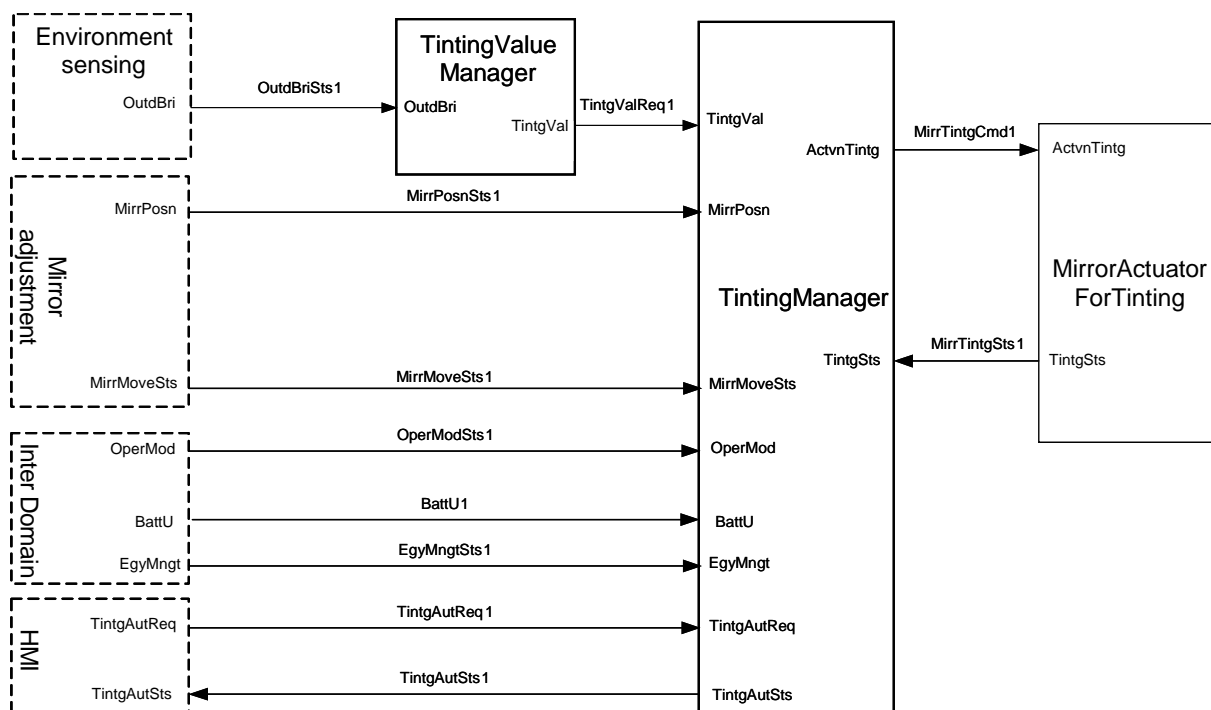 Environment
sensing
OutdBri
OutdBriSts1
TintingValue
Manager
OutdBri
TintgVal
TintgValReq1
TintgVal
ActvnTintg
MirrTintgCmd1
ActvnTintg
Mirror
adjustment
MirrPosn
MirrPosnSts1
MirrPosn
TintingManager
MirrorActuator
ForTinting
MirrMoveSts
MirrMoveSts1
MirrMoveSts
TintgSts
MirrTintgSts1
TintgSts
Inter Domain
OperMod
OperModSts1
OperMod
BattU
BattU1
BattU
EgyMngt
EgyMngtSts1
EgyMngt
HMI
TintgAutReq
TintgAutReq1
TintgAutReq
TintgAutSts
TintgAutSts1
TintgAutSts